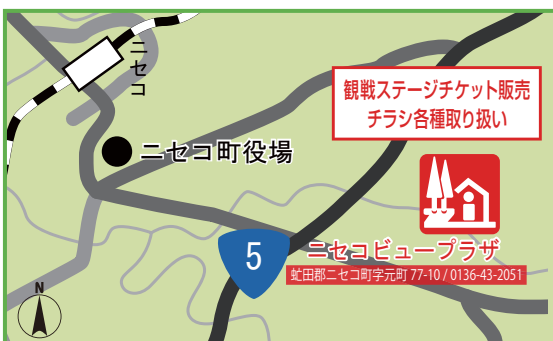 ニセコ
観戦ステージチケット販売
チラシ各種取り扱い
ニセコ町役場
5
ニセコビュープラザ
虻田郡ニセコ町字元町77-10 / 0136-43-2051
N